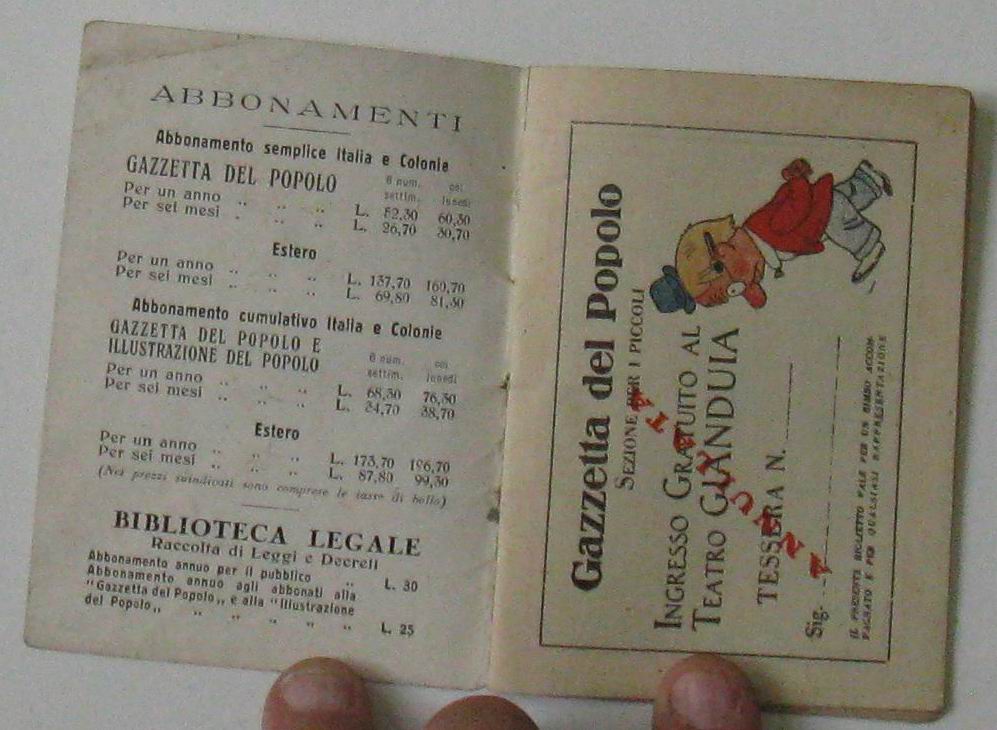 ABBONAMENTI
Abbonamento semplice Italia e Colonie
GAZZETTA DEL POPOLO
6 num. col
settim. lunedì
Per un anno " " " L. 52,30 60,30
Per sei mesi " " " L. 26,70 30,70
Estero
Per un anno " " " L. 137,70 160,70
Per sei mesi " " " L. 69,80 81,30
Abbonamento cumulativo Italia e Colonie
GAZZETTA DEL POPOLO E
ILLUSTRAZIONE DEL POPOLO
6 num. col
settim. lunedì
Per un anno " " " L. 68,30 76,30
Per sei mesi " " " L. 34,70 38,70
Estero
Per un anno " " " L. 173,70 196,70
Per sei mesi " " " L. 87,80 99,30
(Nei prezzi suindicati sono comprese le tasse di bollo)
BIBLIOTECA LEGALE
Raccolta di Leggi e Decreti
Abbonamento annuo per il pubblico " L. 30
Abbonamento annuo agli abbonati alla
"Gazzetta del Popolo" e alla "Illustrazione
del Popolo" " " " " " L. 25
Gazzetta del Popolo
SEZIONE PER I PICCOLI
INGRESSO GRATUITO AL
TEATRO GIANDUIA
TESSERA N.
Sig.
IL PRESENTE BIGLIETTO VALE PER UN BIMBO ACCOM-
PAGNATO E PER QUALSIASI RAPPRESENTAZIONE